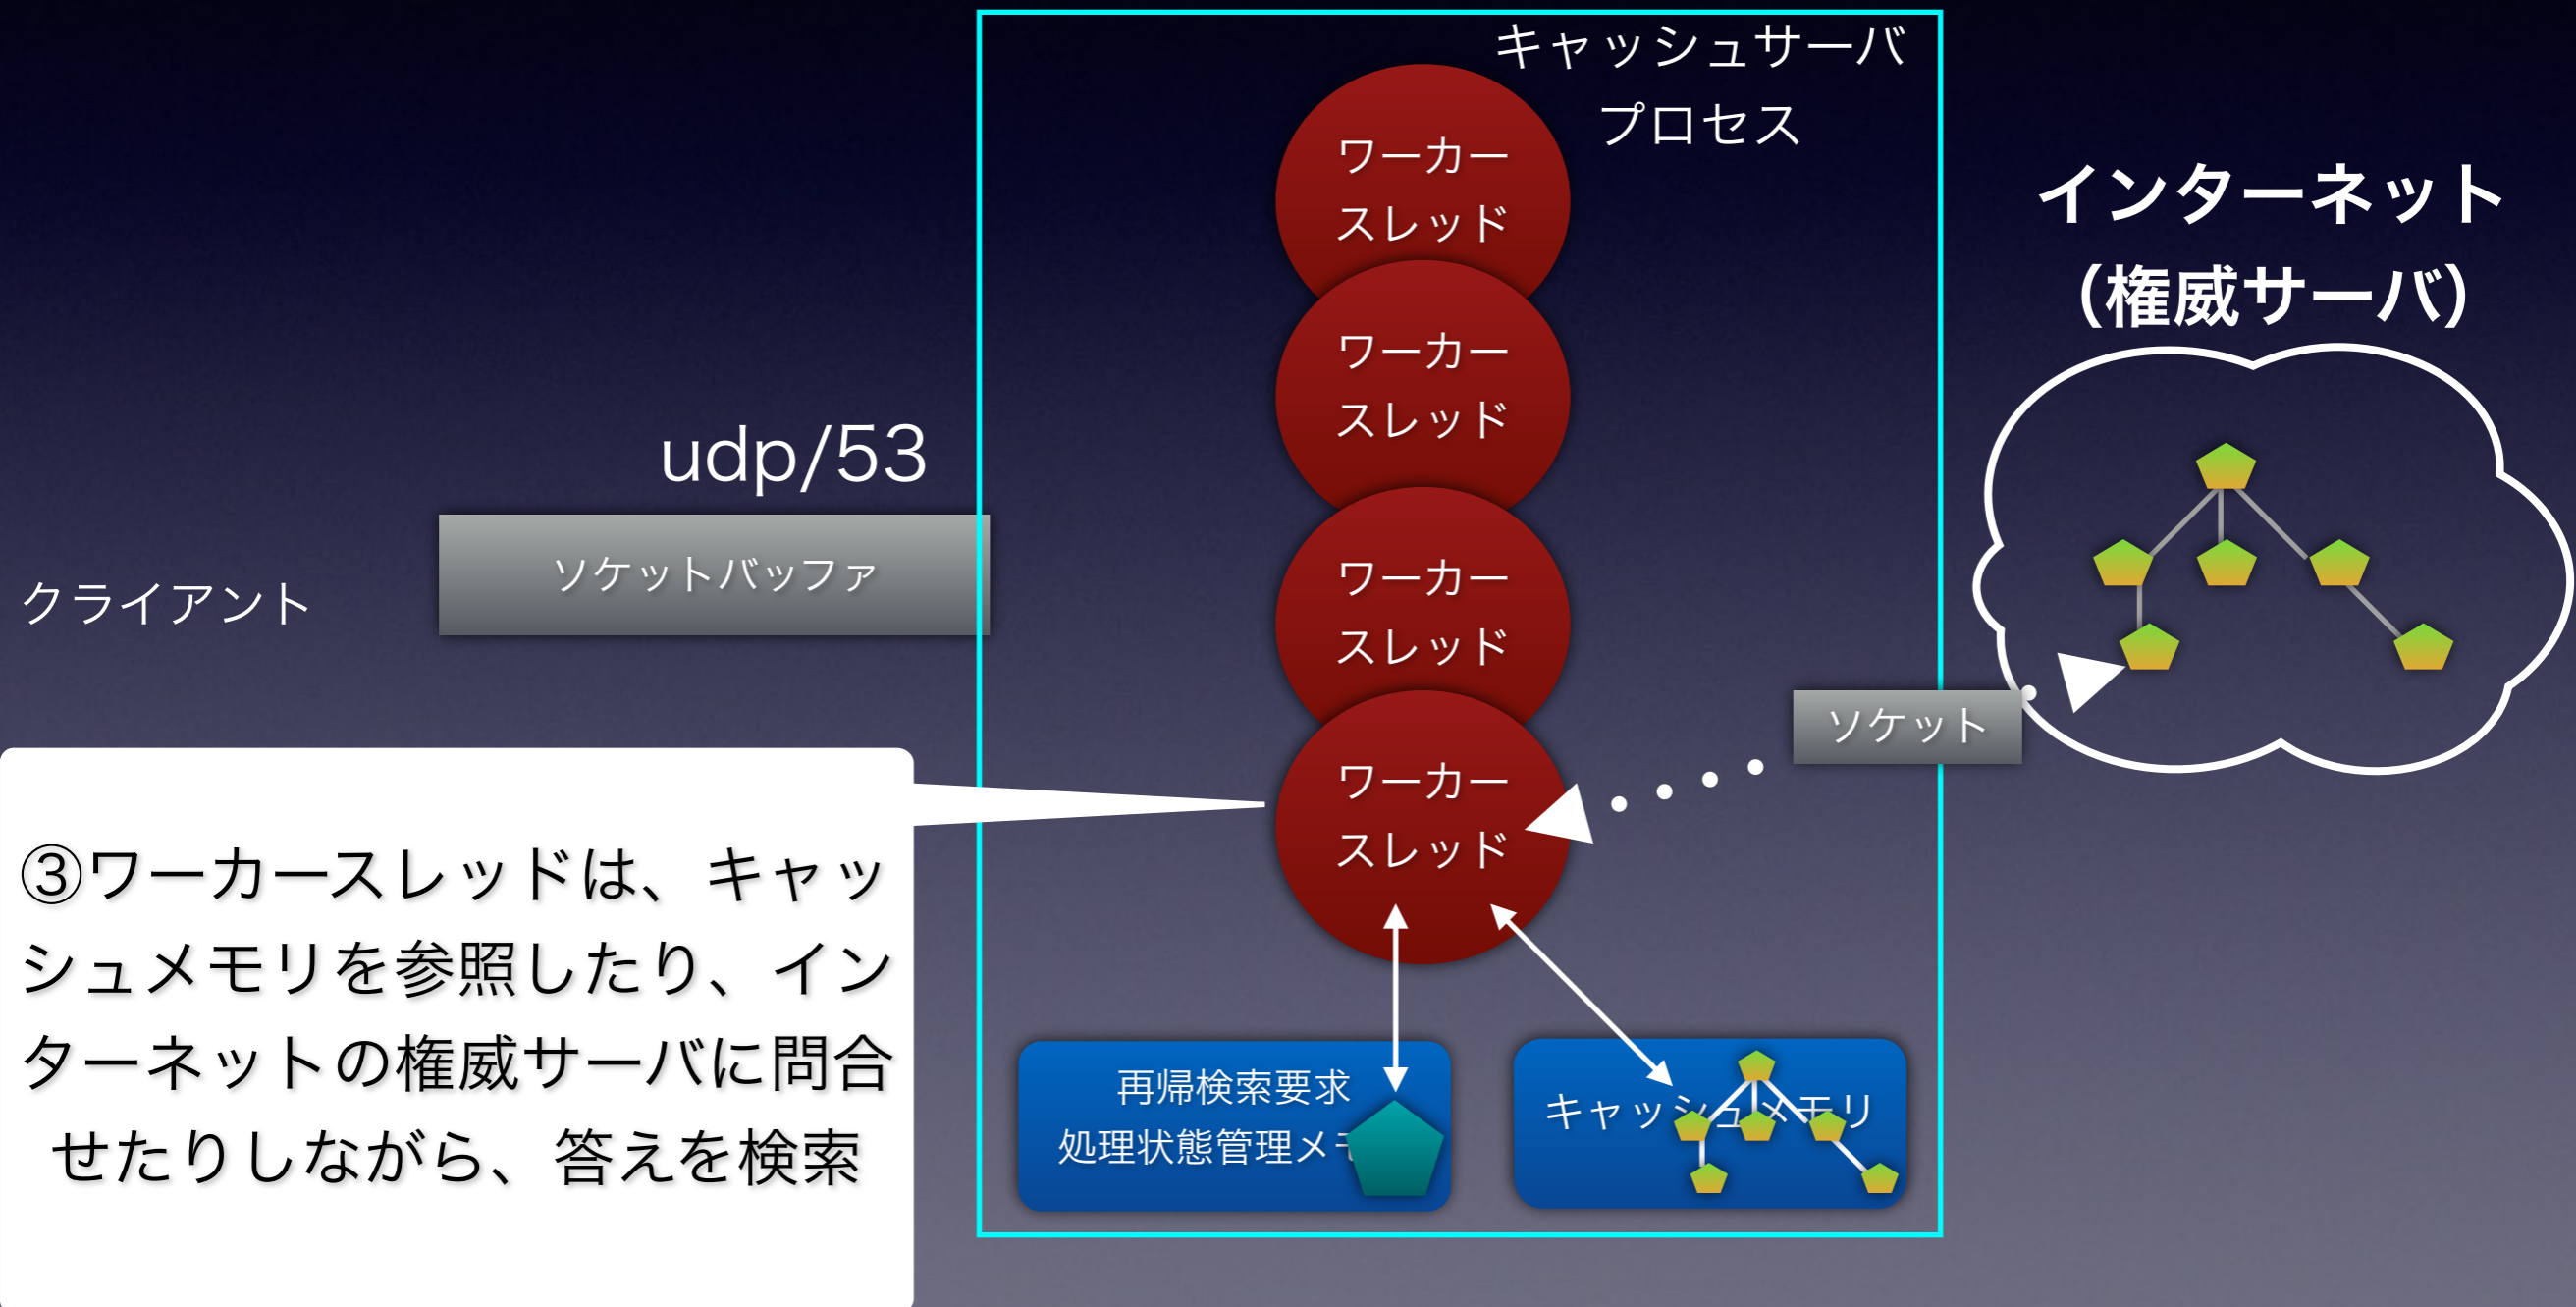 キャッシュサーバ
プロセス
ワーカー
スレッド
インターネット
（権威サーバ）
ワーカー
スレッド
udp/53
ソケットバッファ
クライアント
ワーカー
スレッド
ソケット
ワーカー
スレッド
③ワーカースレッドは、キャッ
シュメモリを参照したり、イン
ターネットの権威サーバに問合
せたりしながら、答えを検索
再帰検索要求
処理状態管理メモ
キャッシュメモリ